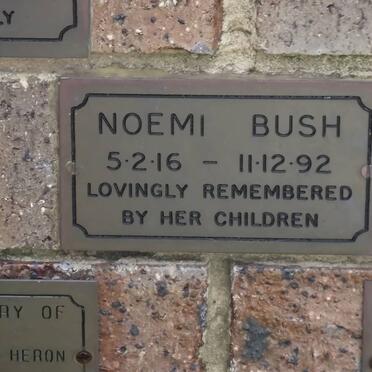 LY
NOEMI BUSH
5·2·16 – 11·12·92
LOVINGLY REMEMBERED
BY HER CHILDREN
RY OF
HERON